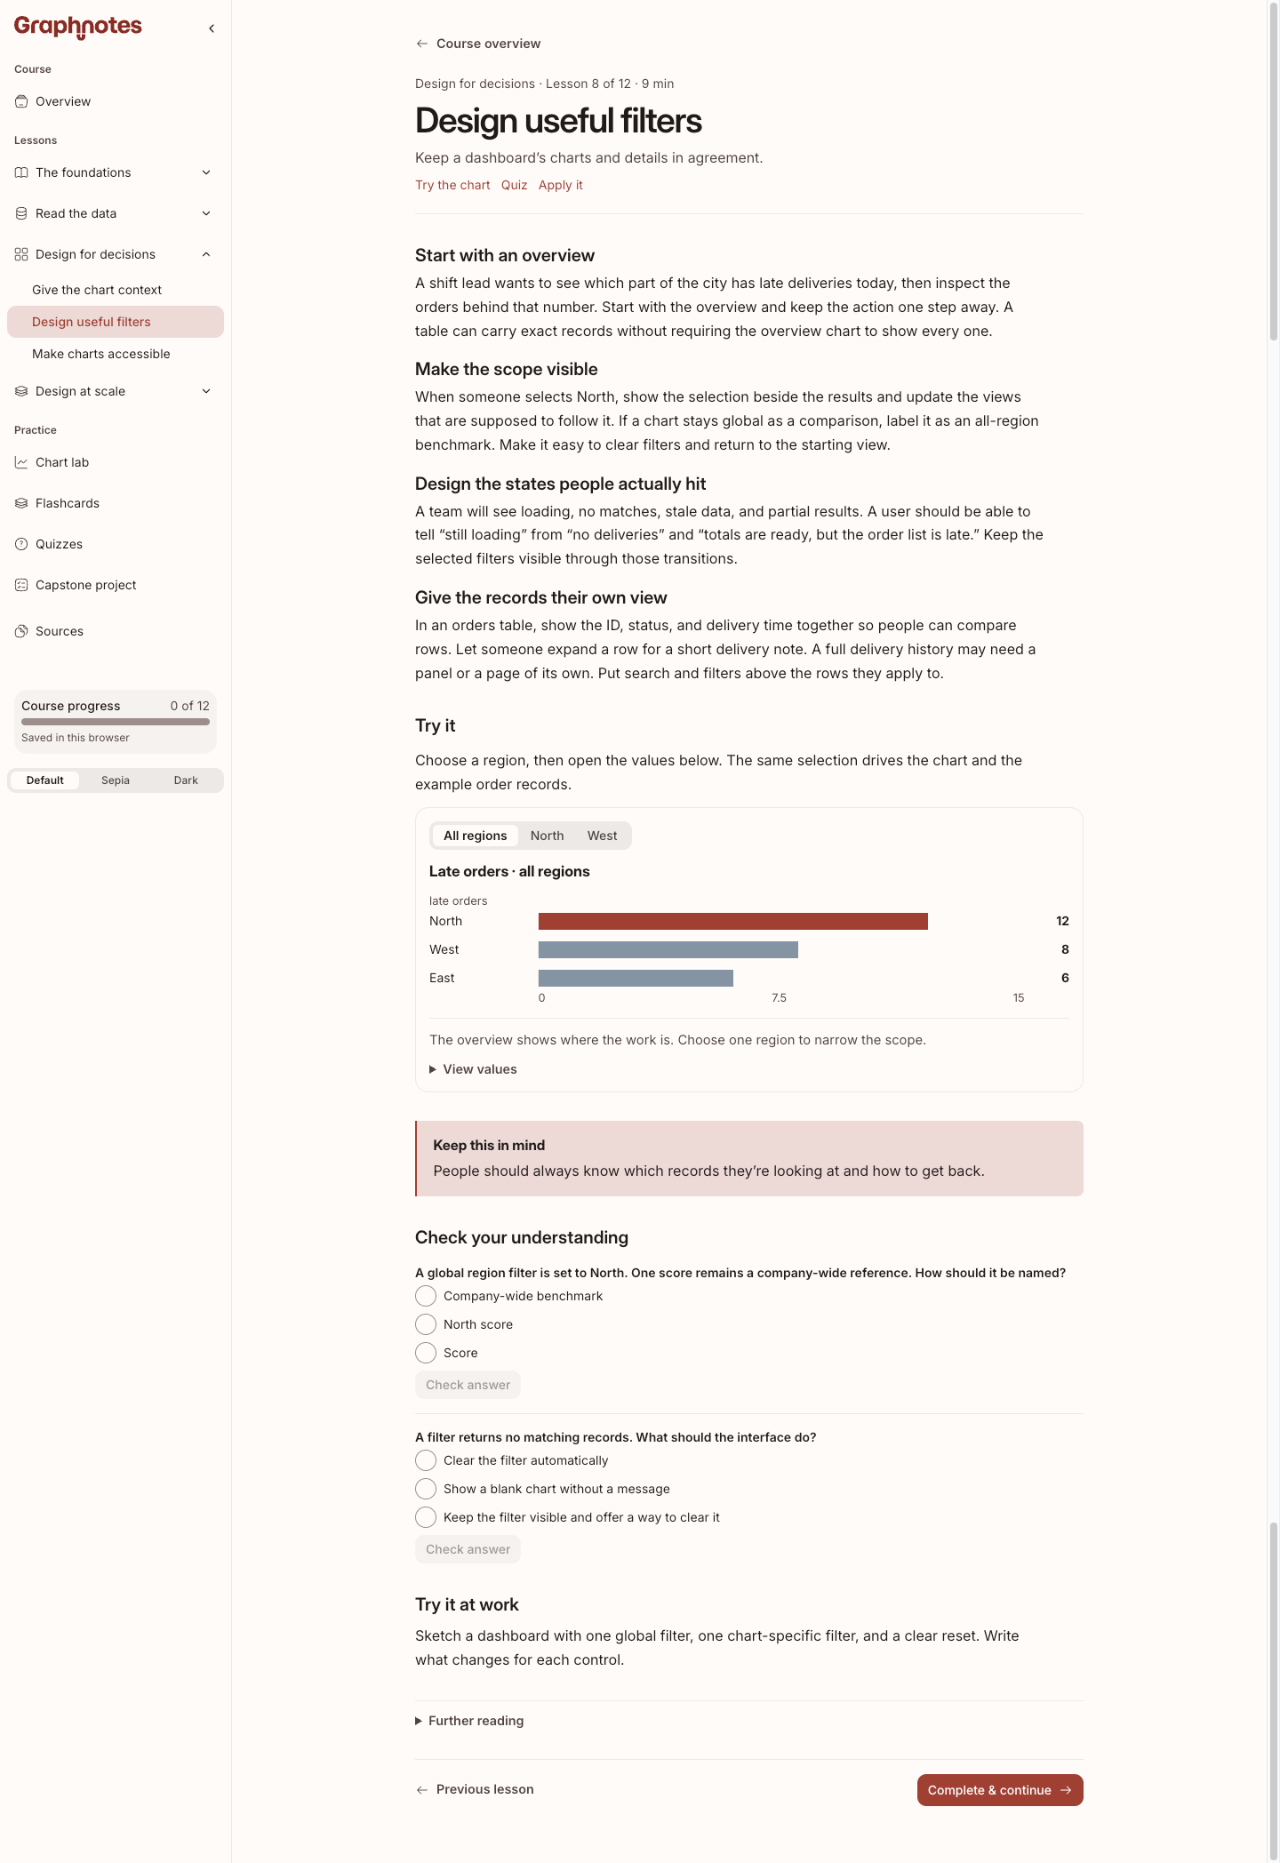 Graphnotes
Course
Overview
Lessons
The foundations
Read the data
Design for decisions
Give the chart context
Design useful filters
Make charts accessible
Design at scale
Practice
Chart lab
Flashcards
Quizzes
Capstone project
Sources
Course progress 0 of 12
Saved in this browser
Default Sepia Dark
← Course overview
Design for decisions · Lesson 8 of 12 · 9 min
Design useful filters
Keep a dashboard’s charts and details in agreement.
Try the chart Quiz Apply it
Start with an overview
A shift lead wants to see which part of the city has late deliveries today, then inspect the
orders behind that number. Start with the overview and keep the action one step away. A
table can carry exact records without requiring the overview chart to show every one.
Make the scope visible
When someone selects North, show the selection beside the results and update the views
that are supposed to follow it. If a chart stays global as a comparison, label it as an all-region
benchmark. Make it easy to clear filters and return to the starting view.
Design the states people actually hit
A team will see loading, no matches, stale data, and partial results. A user should be able to
tell “still loading” from “no deliveries” and “totals are ready, but the order list is late.” Keep the
selected filters visible through those transitions.
Give the records their own view
In an orders table, show the ID, status, and delivery time together so people can compare
rows. Let someone expand a row for a short delivery note. A full delivery history may need a
panel or a page of its own. Put search and filters above the rows they apply to.
Try it
Choose a region, then open the values below. The same selection drives the chart and the
example order records.
All regions North West
Late orders · all regions
late orders
North 12
West 8
East 6
0 7.5 15
The overview shows where the work is. Choose one region to narrow the scope.
View values
Keep this in mind
People should always know which records they’re looking at and how to get back.
Check your understanding
A global region filter is set to North. One score remains a company-wide reference. How should it be named?
Company-wide benchmark
North score
Score
Check answer
A filter returns no matching records. What should the interface do?
Clear the filter automatically
Show a blank chart without a message
Keep the filter visible and offer a way to clear it
Check answer
Try it at work
Sketch a dashboard with one global filter, one chart-specific filter, and a clear reset. Write
what changes for each control.
Further reading
← Previous lesson
Complete & continue →